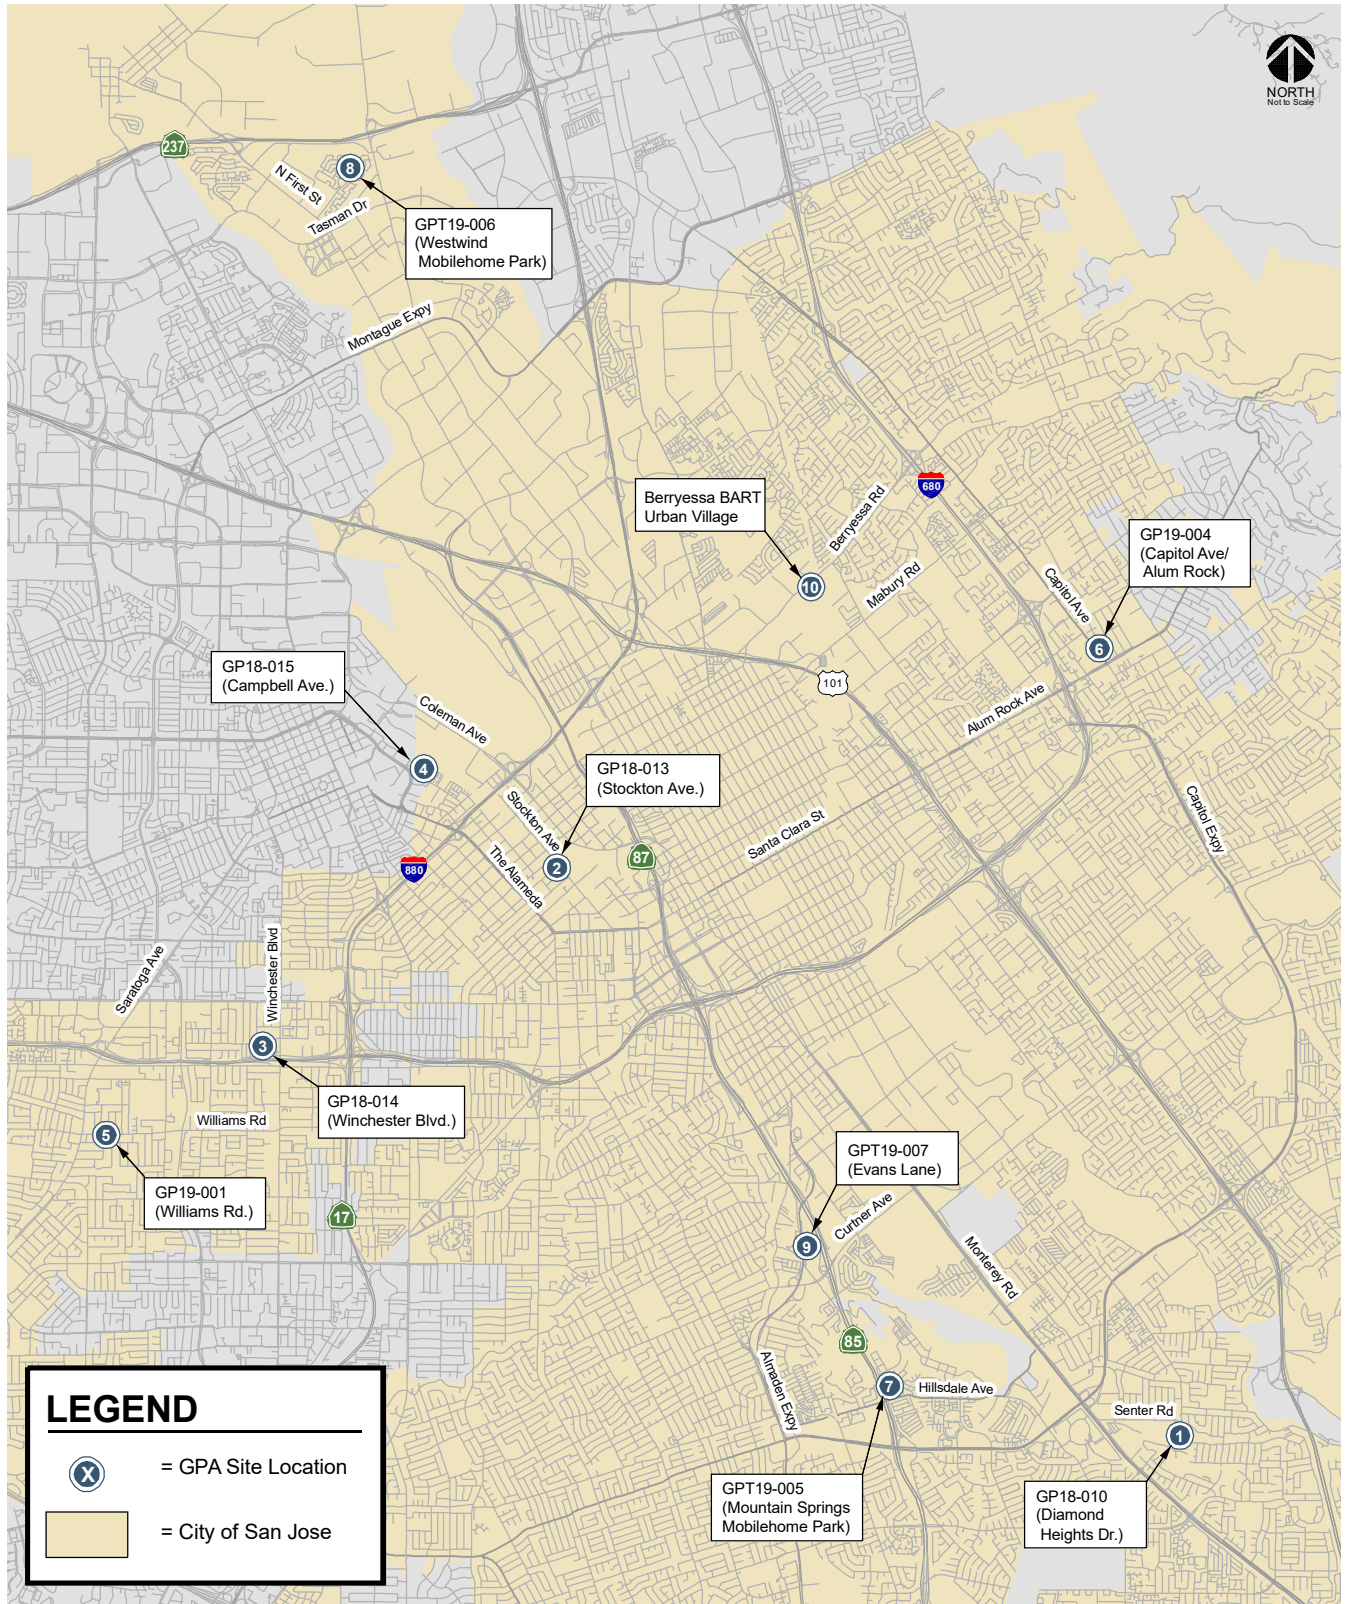 NORTH
Not to Scale
237
N First St
8
Tasman Dr
GPT19-006
(Westwind
Mobilehome Park)
Montague Expy
Berryessa BART
Urban Village
Berryessa Rd
680
GP19-004
(Capitol Ave/
Alum Rock)
10
Mabury Rd
Capitol Ave
6
GP18-015
(Campbell Ave.)
101
Alum Rock Ave
Coleman Ave
4
GP18-013
(Stockton Ave.)
Stockton Ave
Capitol Expy
Santa Clara St
The Alameda
2
87
880
Saratoga Ave
Winchester Blvd
3
GP18-014
(Winchester Blvd.)
Williams Rd
5
GP19-001
(Williams Rd.)
17
GPT19-007
(Evans Lane)
Curtner Ave
9
Monterey Rd
85
Almaden Expy
7
Hillsdale Ave
Senter Rd
1
GPT19-005
(Mountain Springs
Mobilehome Park)
GP18-010
(Diamond
Heights Dr.)
LEGEND
X
= GPA Site Location
= City of San Jose